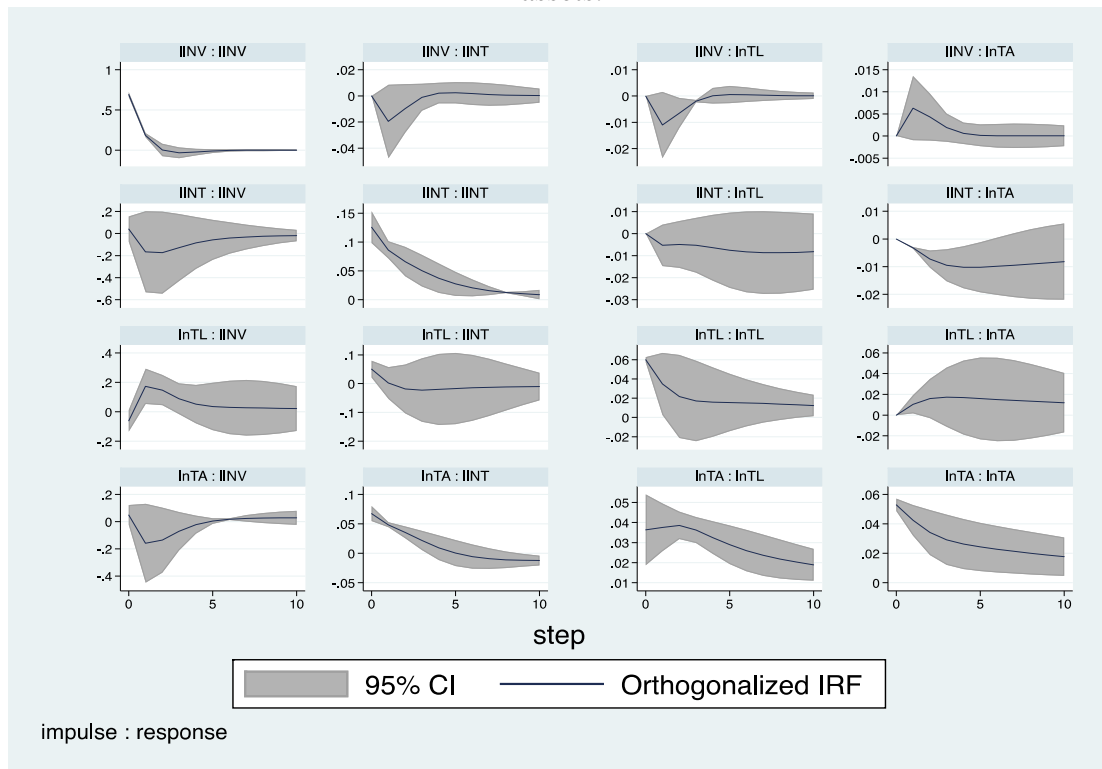 lINV : lINV lINV : lINT lINV : lnTL lINV : lnTA
1 .02 .01 .015
.5 0 0 .01
0 -.02 -.01 .005
-.04 -.02 0
-.005
lINT : lINV lINT : lINT lINT : lnTL lINT : lnTA
.2 .15 .01 .01
0 .1 0 0
-.2 .05 -.01 -.01
-.4 0 -.02 -.02
-.6 -.03
lnTL : lINV lnTL : lINT lnTL : lnTL lnTL : lnTA
.4 .1 .06 .06
.2 0 .04 .04
0 -.1 .02 .02
-.2 -.2 0 0
-.02 -.02
lnTA : lINV lnTA : lINT lnTA : lnTL lnTA : lnTA
.2 .1 .05 .06
0 .05 .04 .04
-.2 0 .03 .02
-.4 -.05 .02 0
.01
0 5 10 0 5 10 0 5 10 0 5 10
step
95% CI Orthogonalized IRF
impulse : response